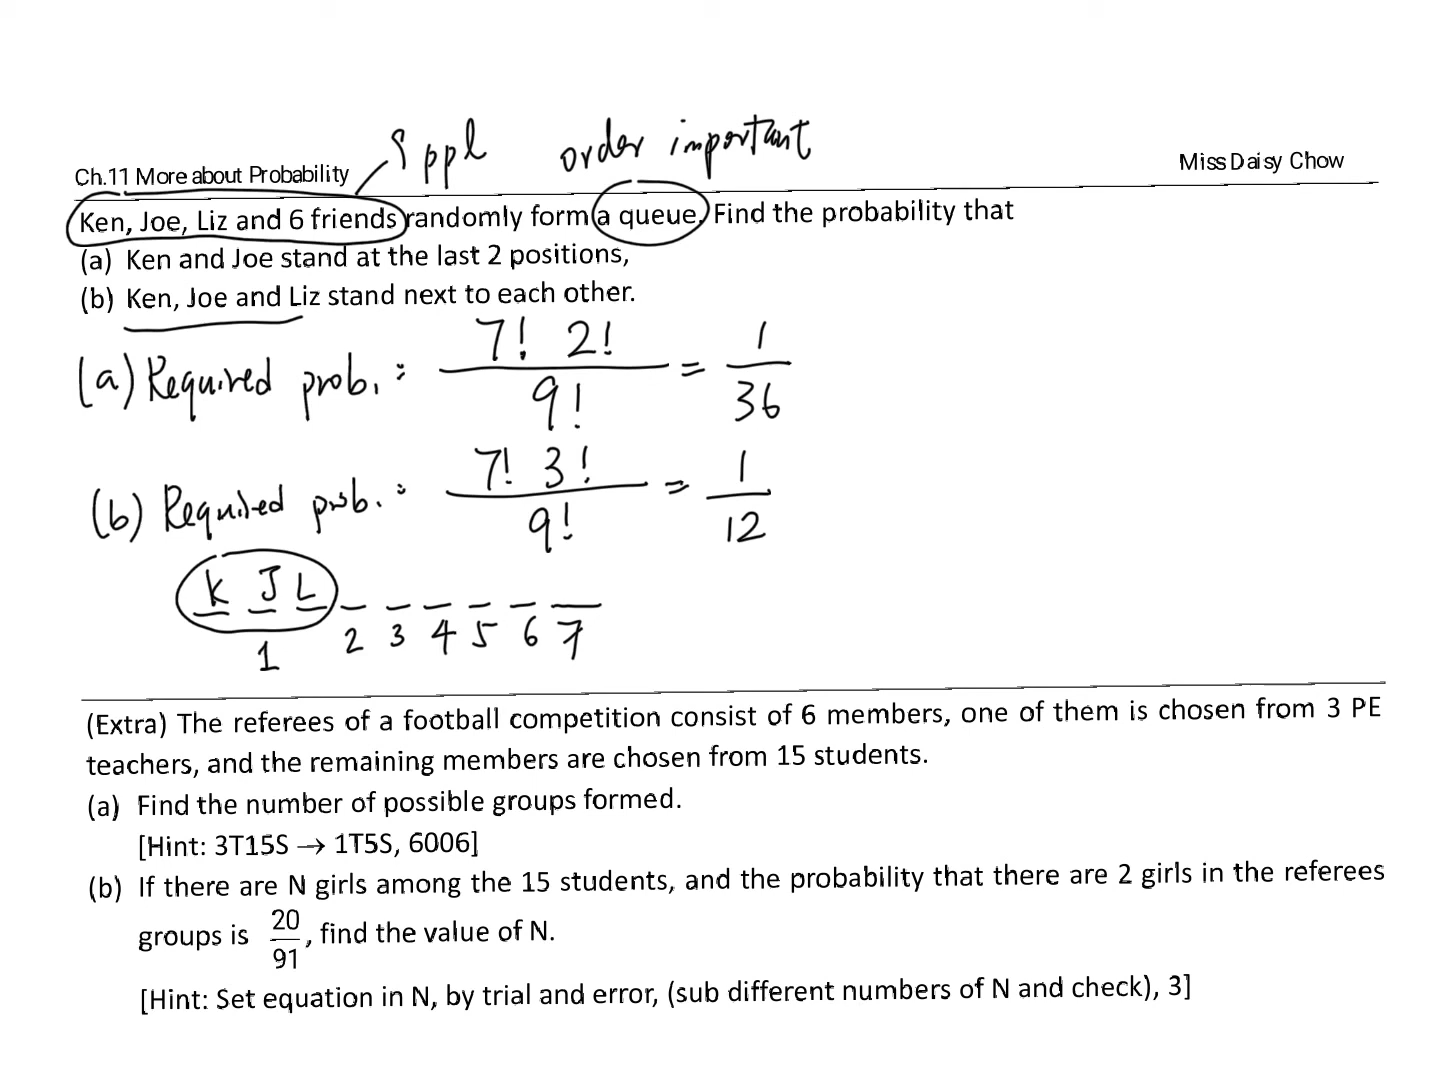 9 ppl order important
Ch.11 More about Probability Miss Daisy Chow
Ken, Joe, Liz and 6 friends randomly form a queue. Find the probability that
(a) Ken and Joe stand at the last 2 positions,
(b) Ken, Joe and Liz stand next to each other.
(a) Required prob. = 7! 2! / 9! = 1/36
(b) Required prob. = 7! 3! / 9! = 1/12
K J L
1 2 3 4 5 6 7
(Extra) The referees of a football competition consist of 6 members, one of them is chosen from 3 PE
teachers, and the remaining members are chosen from 15 students.
(a) Find the number of possible groups formed.
[Hint: 3T15S → 1T5S, 6006]
(b) If there are N girls among the 15 students, and the probability that there are 2 girls in the referees
groups is 20/91, find the value of N.
[Hint: Set equation in N, by trial and error, (sub different numbers of N and check), 3]